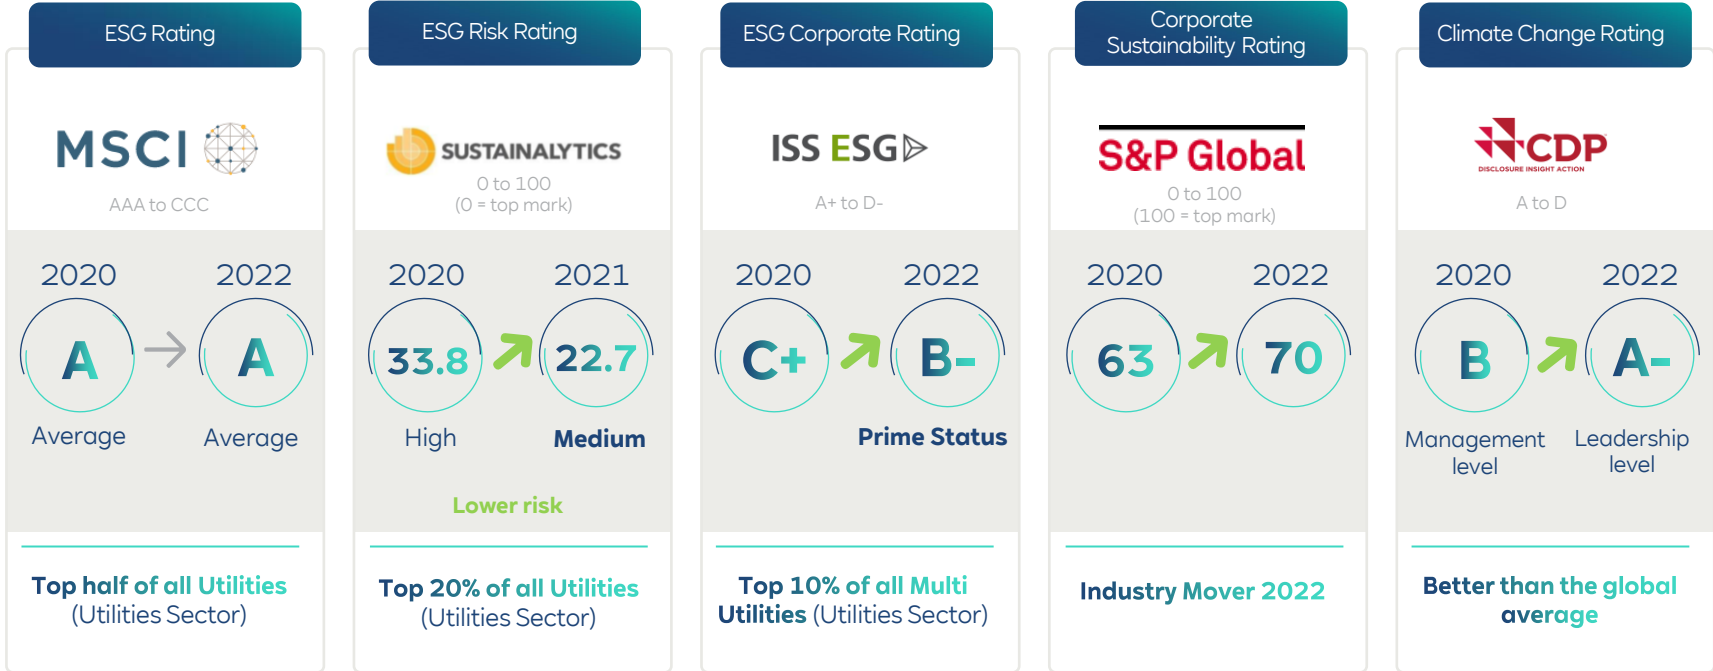 ESG Rating
MSCI
AAA to CCC
2020
2022
A
A
Average
Average
Top half of all Utilities
(Utilities Sector)
ESG Risk Rating
SUSTAINALYTICS
0 to 100
(0 = top mark)
2020
2021
33.8
22.7
High
Medium
Lower risk
Top 20% of all Utilities
(Utilities Sector)
ESG Corporate Rating
ISS ESG
A+ to D-
2020
2022
C+
B-
Prime Status
Top 10% of all Multi
Utilities (Utilities Sector)
Corporate
Sustainability Rating
S&P Global
0 to 100
(100 = top mark)
2020
2022
63
70
Industry Mover 2022
Climate Change Rating
CDP
DISCLOSURE INSIGHT ACTION
A to D
2020
2022
B
A-
Management
level
Leadership
level
Better than the global
average